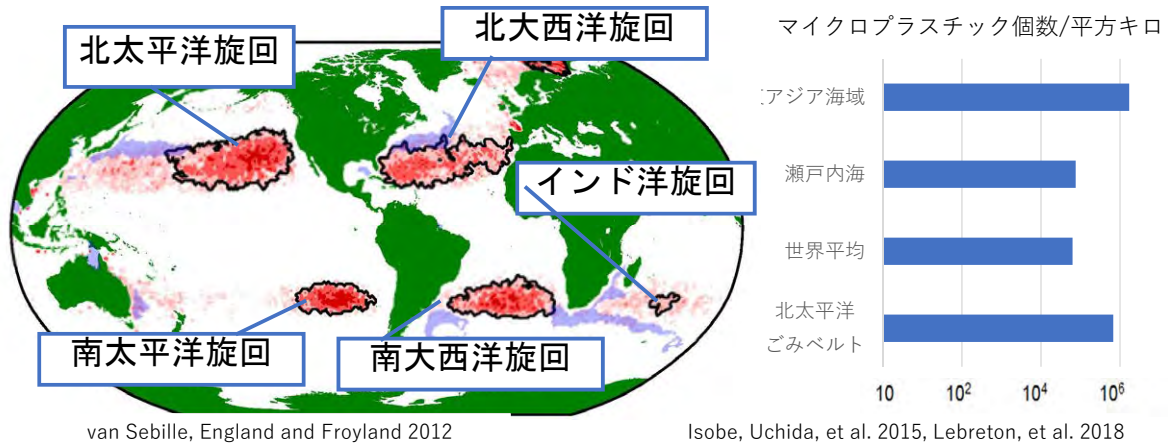 北太平洋旋回
北大西洋旋回
インド洋旋回
南太平洋旋回
南大西洋旋回
van Sebille, England and Froyland 2012
マイクロプラスチック個数/平方キロ
アジア海域
瀬戸内海
世界平均
北太平洋
ごみベルト
10
10²
10⁴
10⁶
Isobe, Uchida, et al. 2015, Lebreton, et al. 2018